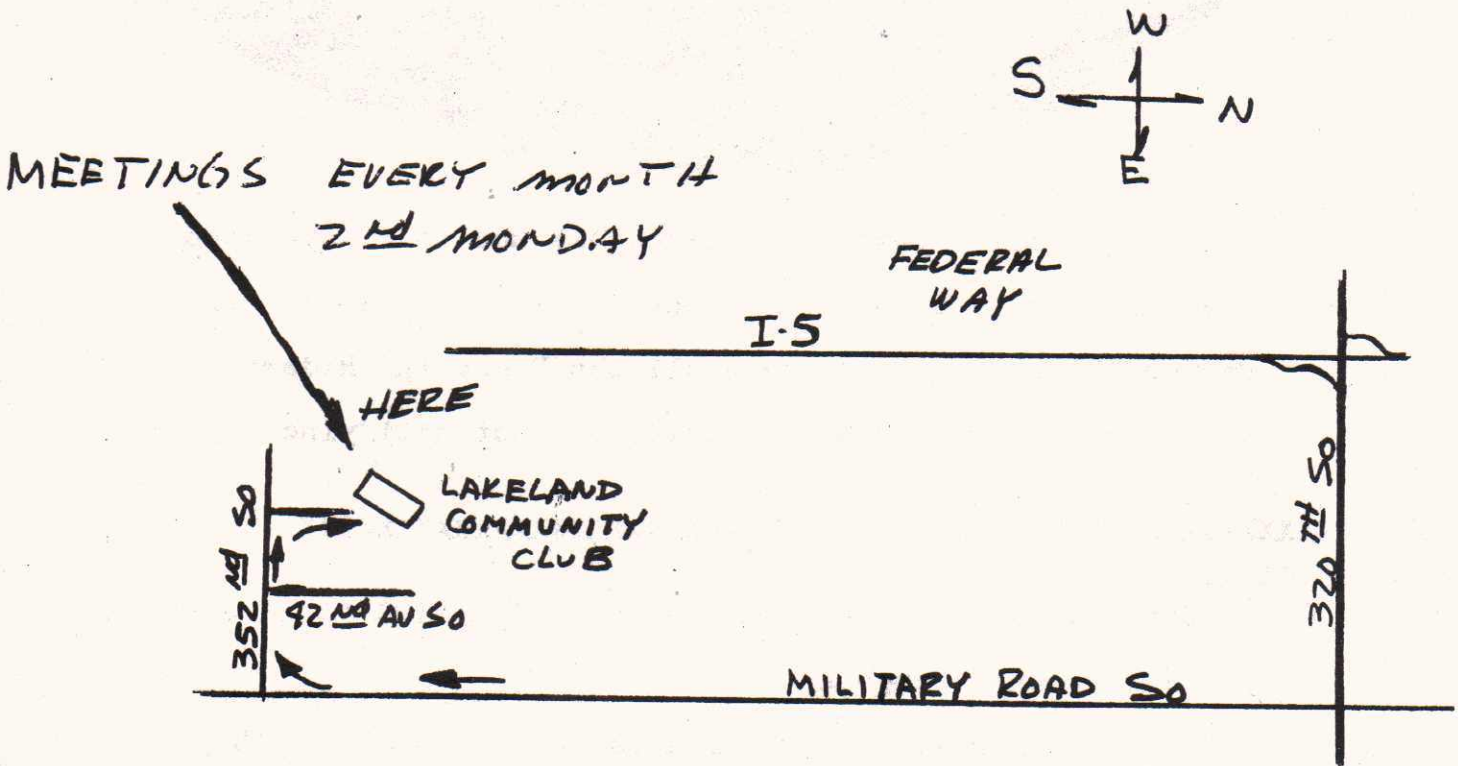 W
S N
E
MEETINGS EVERY MONTH
2nd MONDAY
FEDERAL
WAY
I-5
HERE
LAKELAND
COMMUNITY
CLUB
352nd So
42nd AV So
320TH So
MILITARY ROAD So